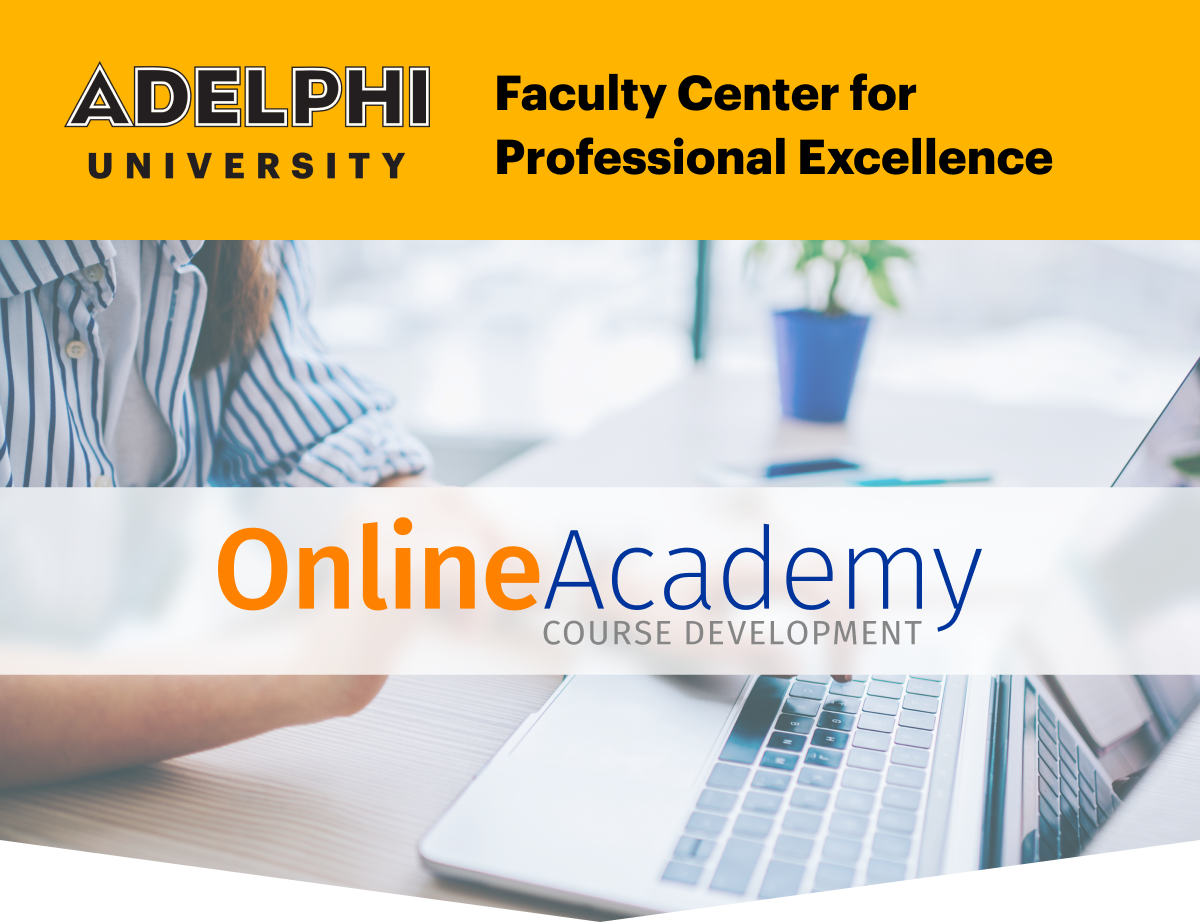 ADELPHI
UNIVERSITY
Faculty Center for
Professional Excellence
OnlineAcademy
COURSE DEVELOPMENT